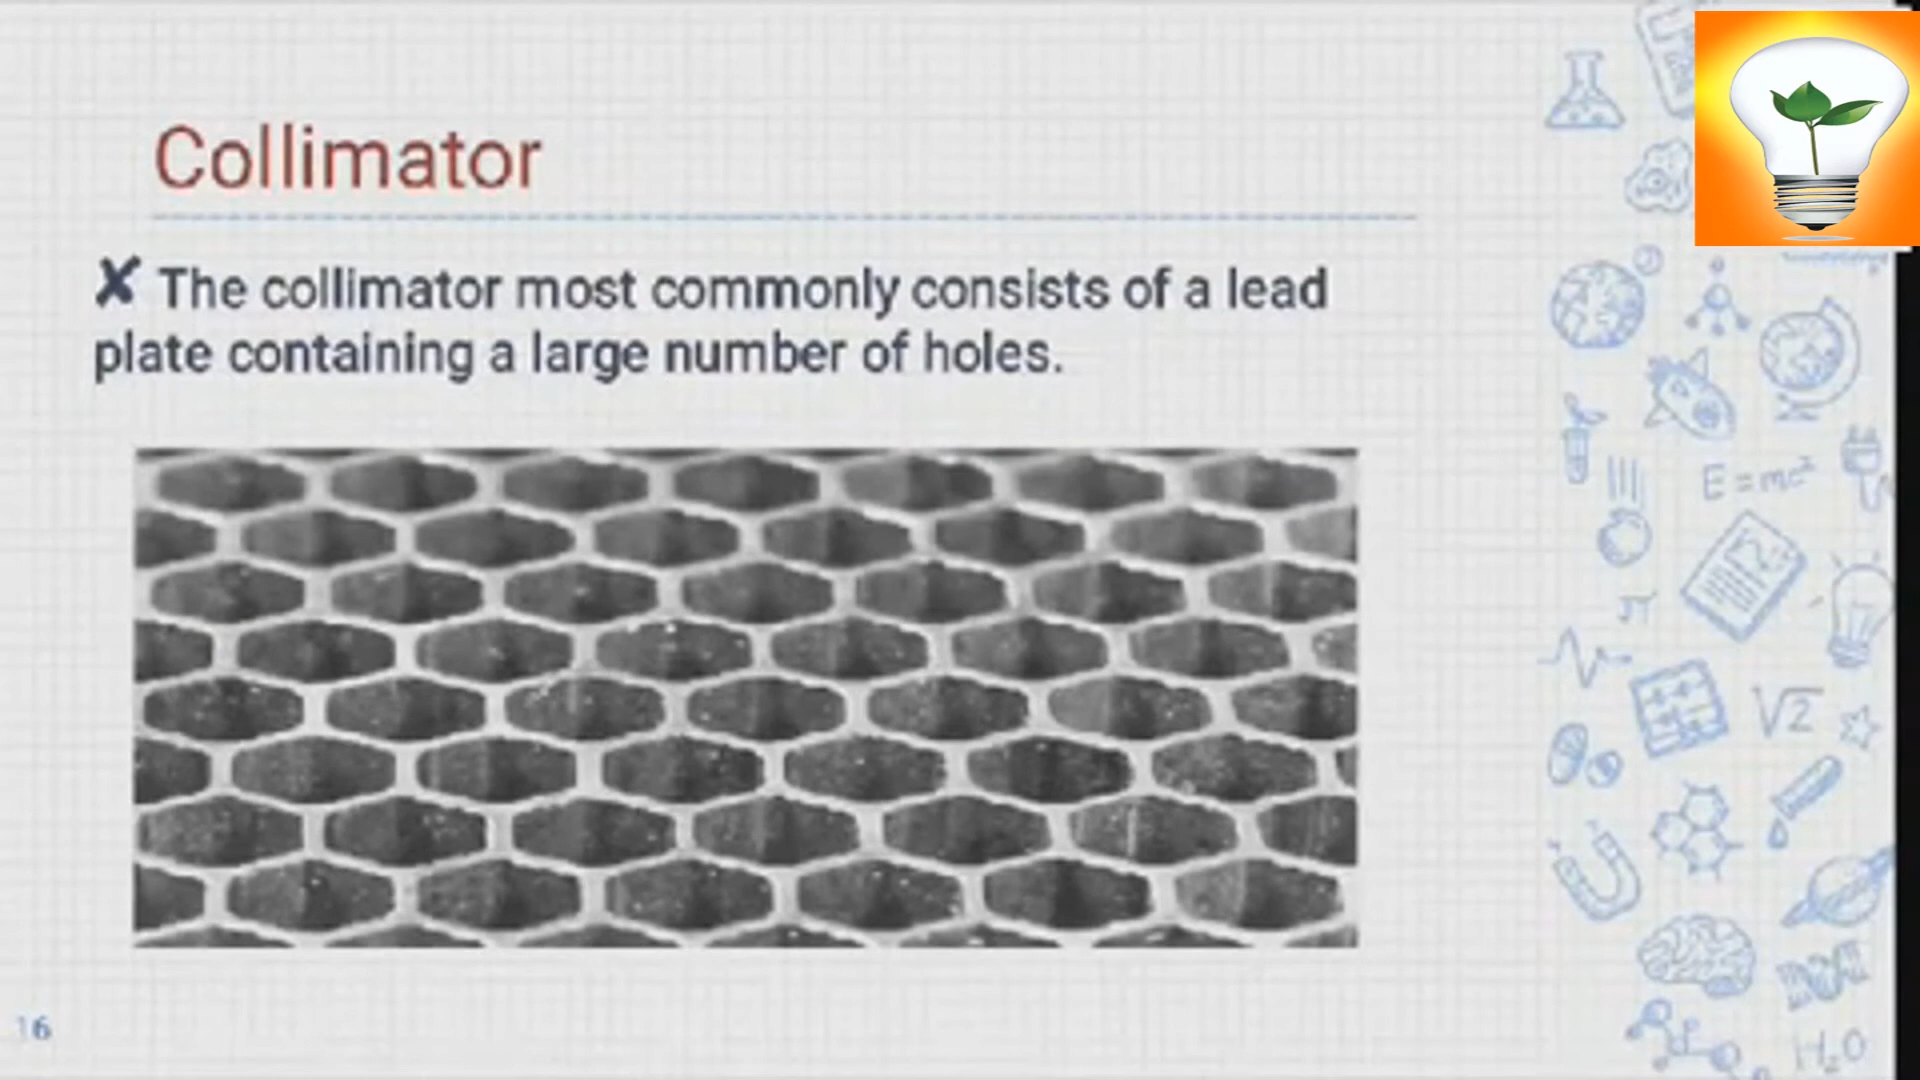 Collimator
✘ The collimator most commonly consists of a lead
plate containing a large number of holes.
E = mc²
π
√2
H₂O
16